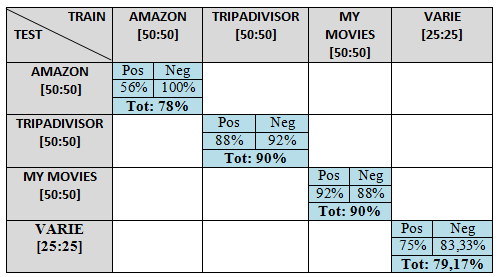 TRAIN
TEST
AMAZON
[50:50]
TRIPADIVISOR
[50:50]
MY
MOVIES
[50:50]
VARIE
[25:25]
AMAZON
[50:50]
Pos Neg
56% 100%
Tot: 78%
TRIPADIVISOR
[50:50]
Pos Neg
88% 92%
Tot: 90%
MY MOVIES
[50:50]
Pos Neg
92% 88%
Tot: 90%
VARIE
[25:25]
Pos Neg
75% 83,33%
Tot: 79,17%